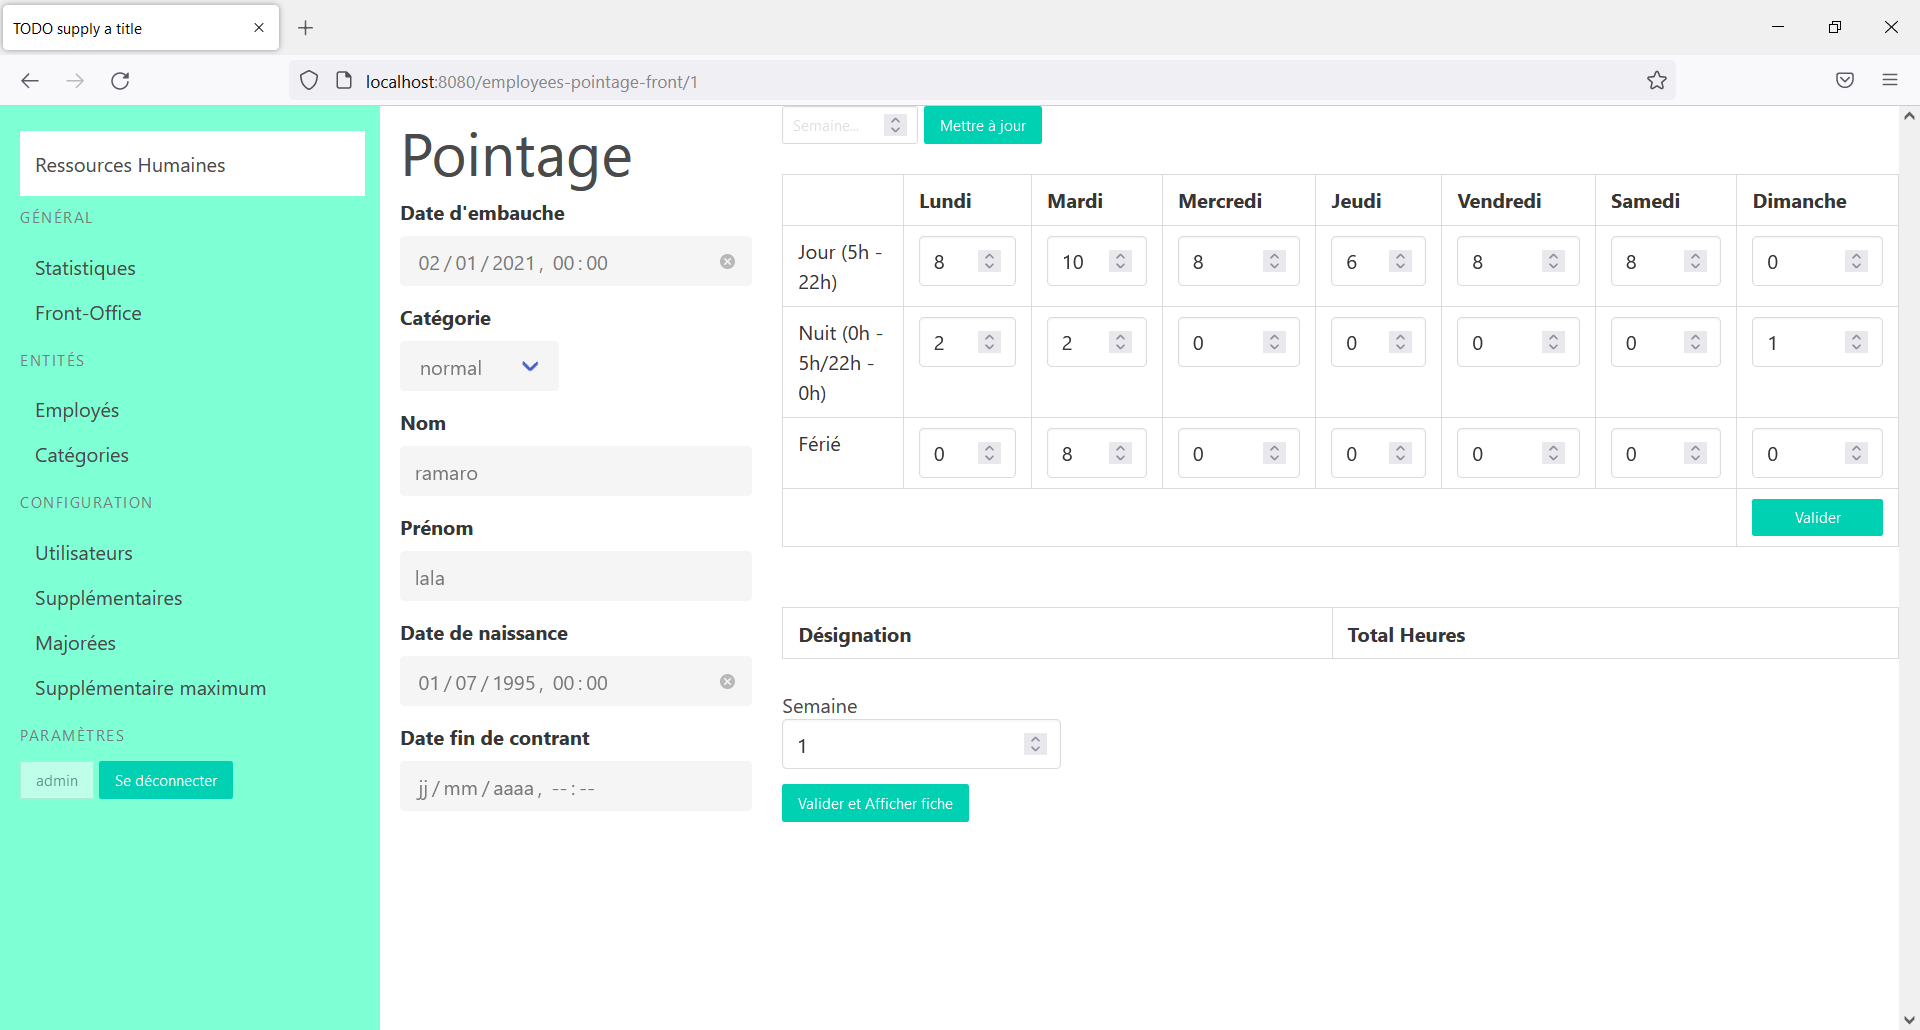 TODO supply a title
localhost:8080/employees-pointage-front/1
Ressources Humaines
GÉNÉRAL
Statistiques
Front-Office
ENTITÉS
Employés
Catégories
CONFIGURATION
Utilisateurs
Supplémentaires
Majorées
Supplémentaire maximum
PARAMÈTRES
admin Se déconnecter
Pointage
Date d'embauche
02/01/2021, 00:00
Catégorie
normal
Nom
ramaro
Prénom
lala
Date de naissance
01/07/1995, 00:00
Date fin de contrant
jj/mm/aaaa, --:--
Semaine... Mettre à jour
Lundi Mardi Mercredi Jeudi Vendredi Samedi Dimanche
Jour (5h -
22h)
8 10 8 6 8 8 0
Nuit (0h -
5h/22h -
0h)
2 2 0 0 0 0 1
Férié
0 8 0 0 0 0 0
Valider
Désignation Total Heures
Semaine
1
Valider et Afficher fiche